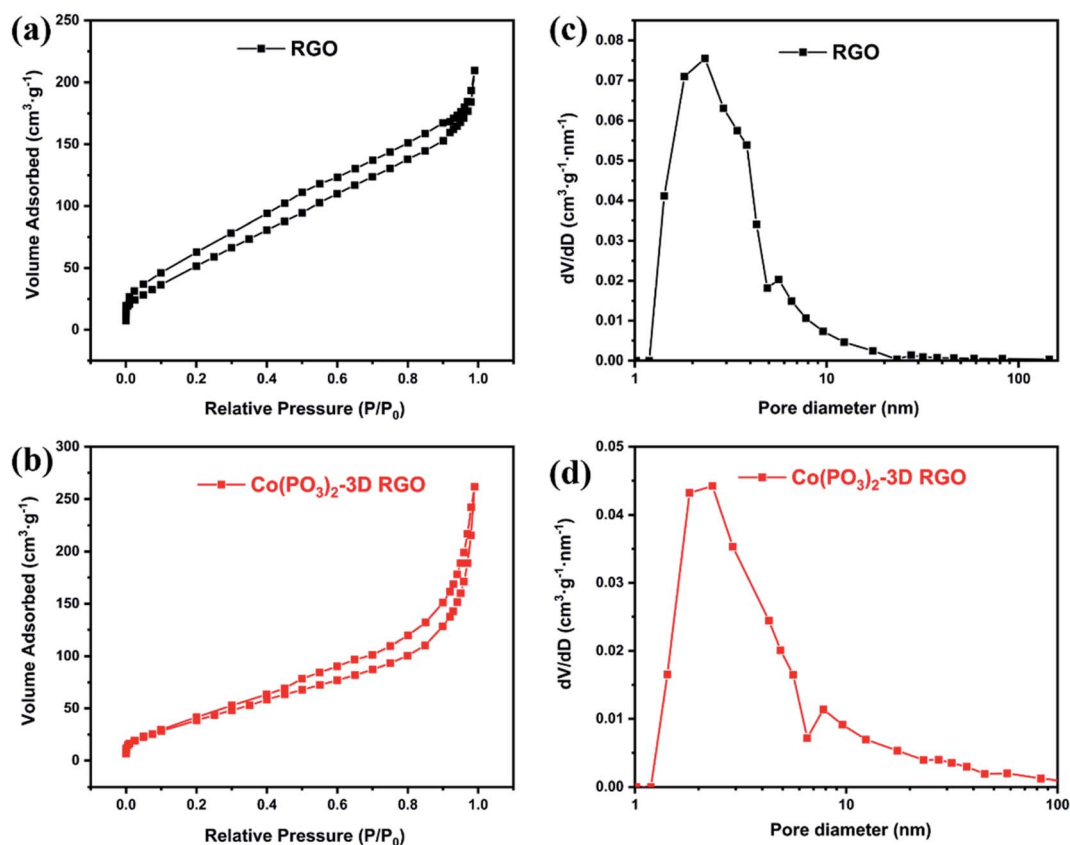 (a)
RGO
Volume Adsorbed (cm³·g⁻¹)
250
200
150
100
50
0
0.0 0.2 0.4 0.6 0.8 1.0
Relative Pressure (P/P₀)
(c)
RGO
dV/dD (cm³·g⁻¹·nm⁻¹)
0.08
0.07
0.06
0.05
0.04
0.03
0.02
0.01
0.00
1 10 100
Pore diameter (nm)
(b)
Co(PO₃)₂-3D RGO
Volume Adsorbed (cm³·g⁻¹)
300
250
200
150
100
50
0
0.0 0.2 0.4 0.6 0.8 1.0
Relative Pressure (P/P₀)
(d)
Co(PO₃)₂-3D RGO
dV/dD (cm³·g⁻¹·nm⁻¹)
0.05
0.04
0.03
0.02
0.01
0.00
1 10 100
Pore diameter (nm)